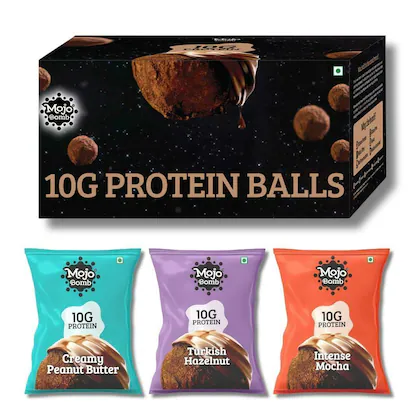 10G
Mojo
Bomb
10G PROTEIN BALLS
Mojo
Bomb
10G
PROTEIN
Creamy
Peanut Butter
Mojo
Bomb
10G
PROTEIN
Turkish
Hazelnut
Mojo
Bomb
10G
PROTEIN
Intense
Mocha